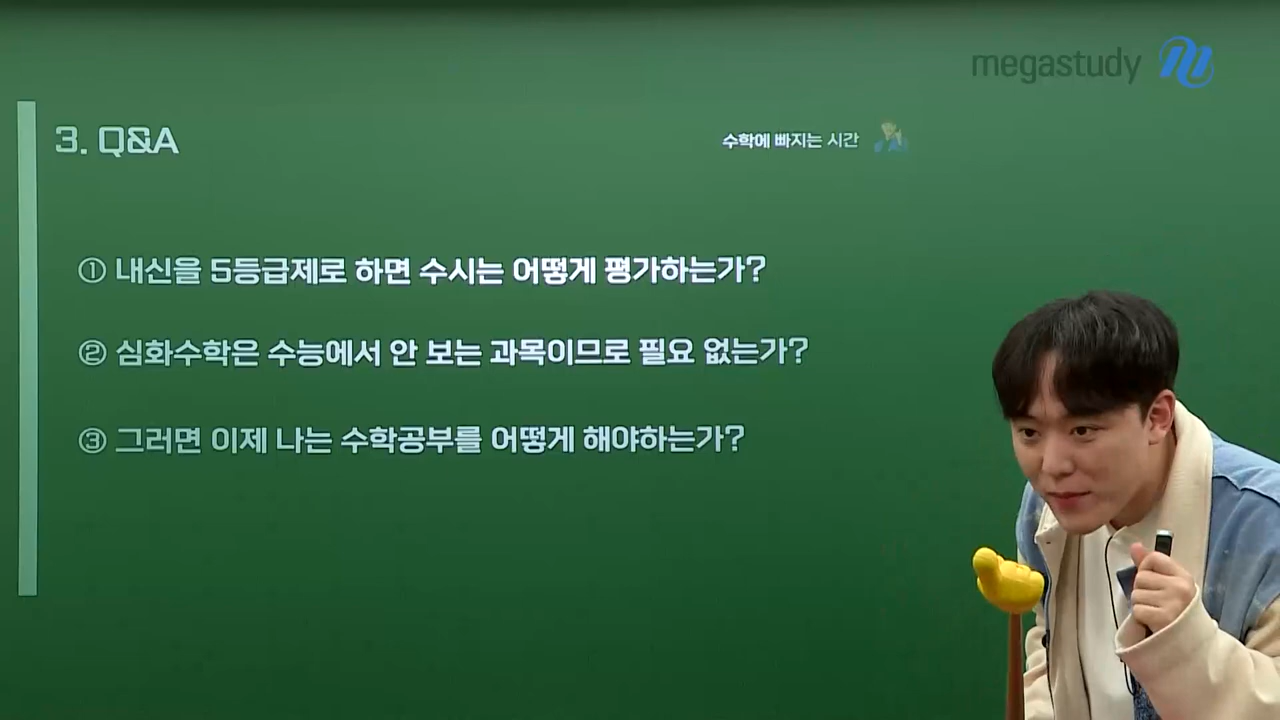 megastudy
3. Q&A
수학에 빠지는 시간
① 내신을 5등급제로 하면 수시는 어떻게 평가하는가?
② 심화수학은 수능에서 안 보는 과목이므로 필요 없는가?
③ 그러면 이제 나는 수학공부를 어떻게 해야하는가?